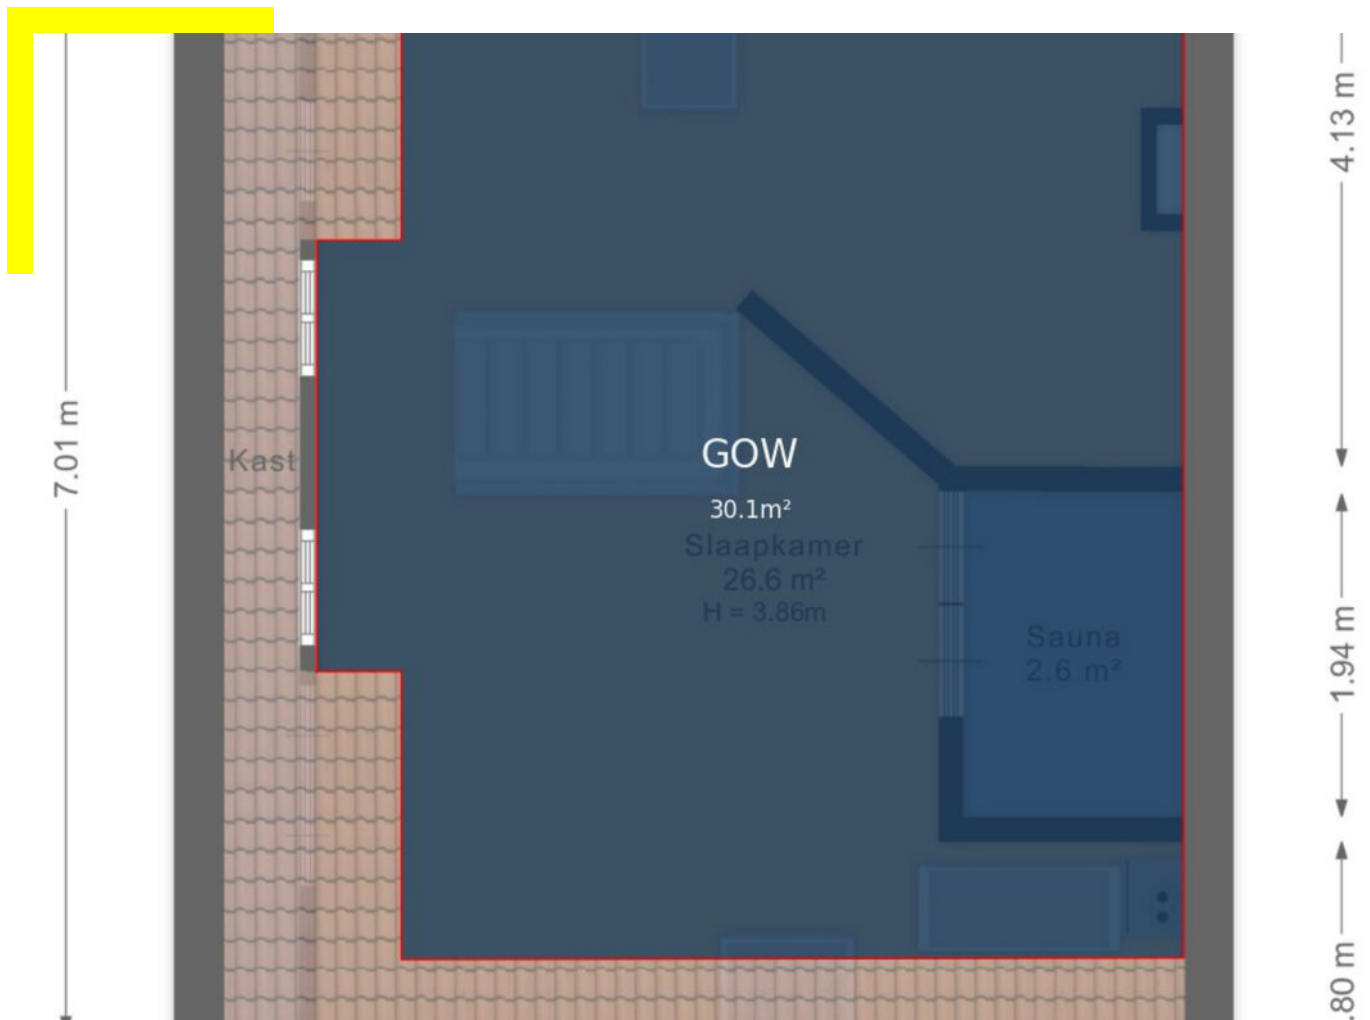 4.13 m
7.01 m
Kast
GOW
30.1m²
Slaapkamer
26.6 m²
H = 3.86m
Sauna
2.6 m²
1.94 m
.80 m